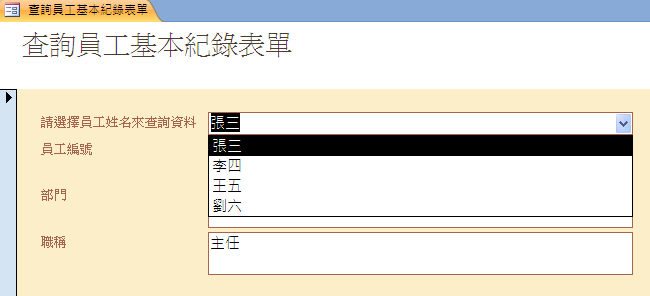 查詢員工基本紀錄表單
查詢員工基本紀錄表單
請選擇員工姓名來查詢資料 張三
張三
員工編號
李四
王五
部門
劉六
職稱 主任